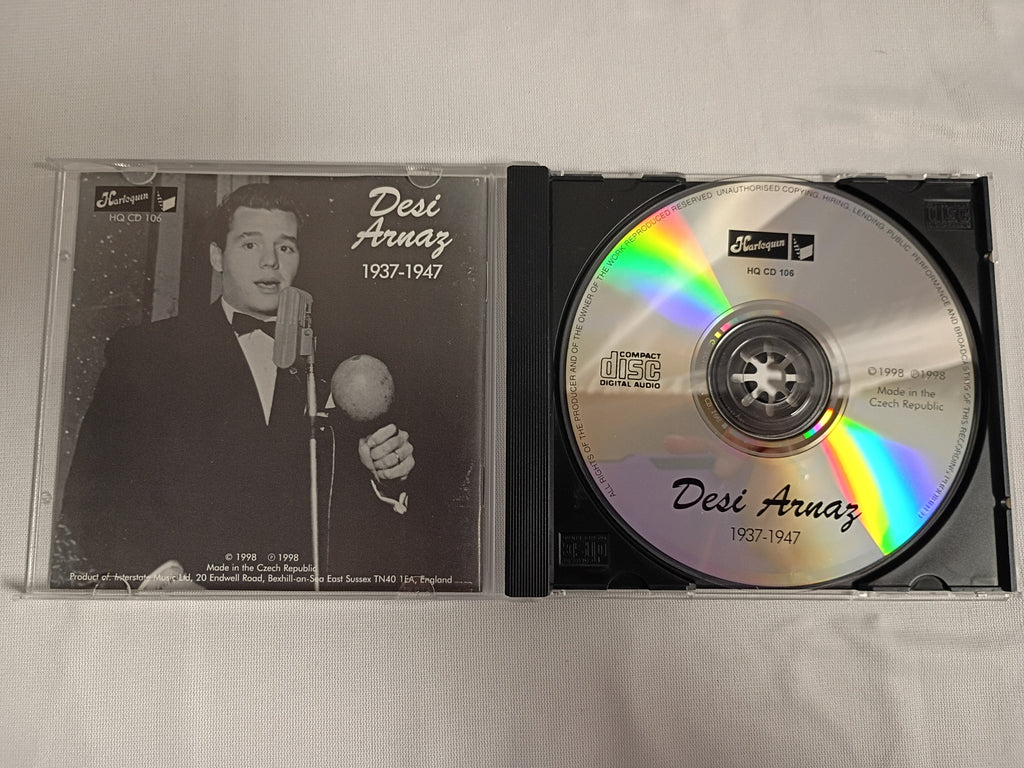 Harlequin
HQ CD 106
Desi
Arnaz
1937-1947
© 1998 ℗ 1998
Made in the Czech Republic
Product of: Interstate Music Ltd, 20 Endwell Road, Bexhill-on-Sea East Sussex TN40 1EA, England
ALL RIGHTS OF THE PRODUCER AND OF THE OWNER OF THE WORK REPRODUCED RESERVED. UNAUTHORISED COPYING, HIRING, LENDING, PUBLIC PERFORMANCE AND BROADCASTING OF THIS RECORDING
Harlequin
HQ CD 106
COMPACT
disc
DIGITAL AUDIO
© 1998 ℗ 1998
Made in the
Czech Republic
Desi Arnaz
1937-1947